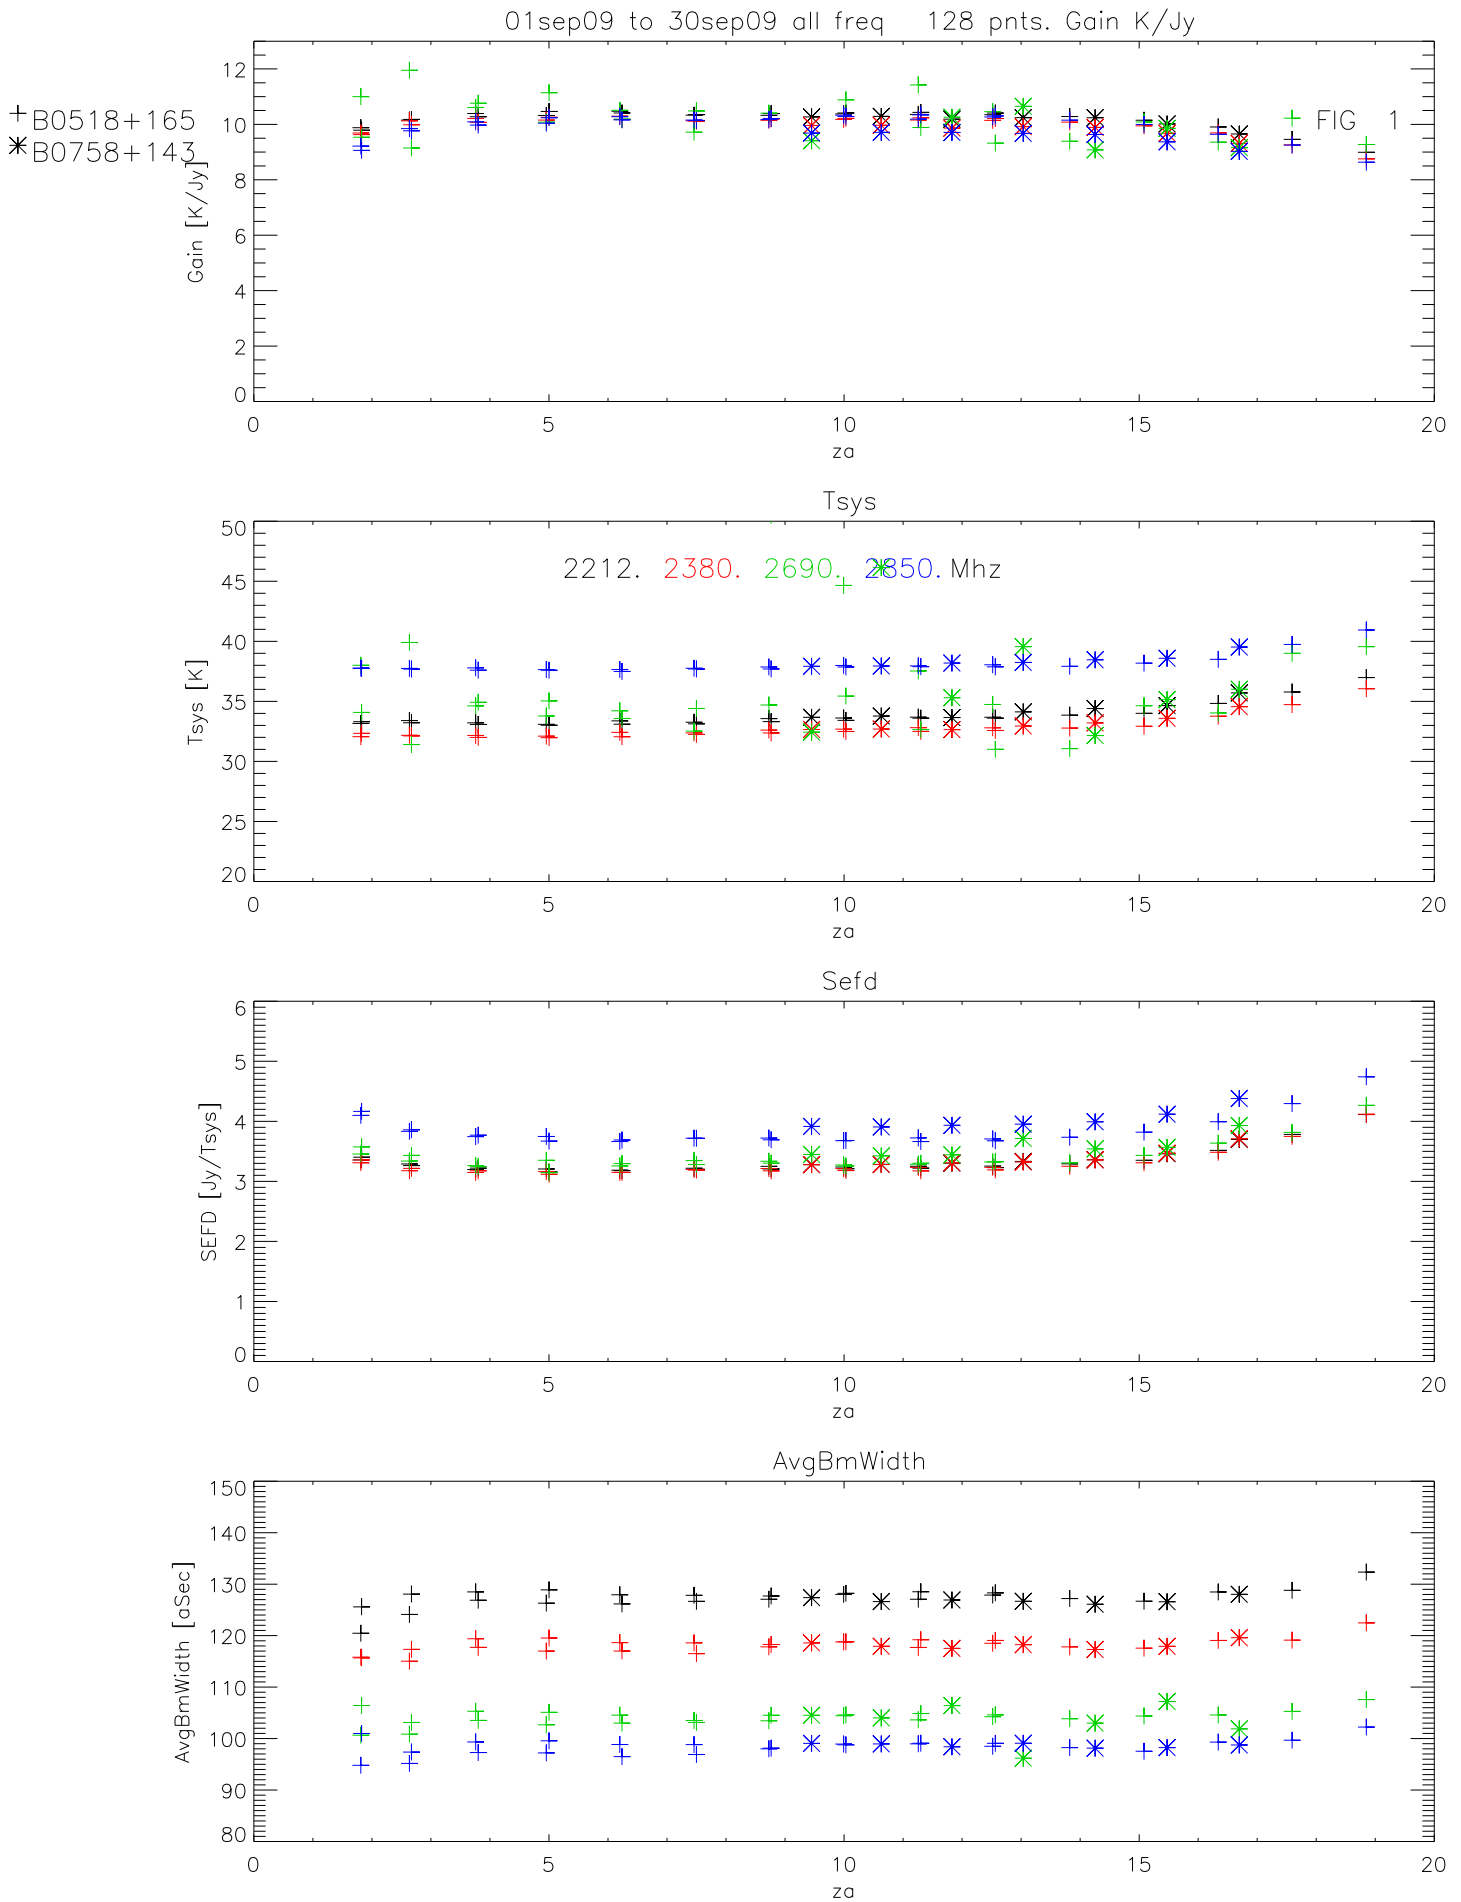 01sep09 to 30sep09 all freq 128 pnts. Gain K/Jy
B0518+165
B0758+143
FIG 1
Gain [K/Jy]
12
10
8
6
4
2
0
0 5 10 15 20
za
Tsys
2212. 2380. 2690. 2850. Mhz
Tsys [K]
50
45
40
35
30
25
20
0 5 10 15 20
za
Sefd
SEFD [Jy/Tsys]
6
5
4
3
2
1
0
0 5 10 15 20
za
AvgBmWidth
AvgBmWidth [aSec]
150
140
130
120
110
100
90
80
0 5 10 15 20
za